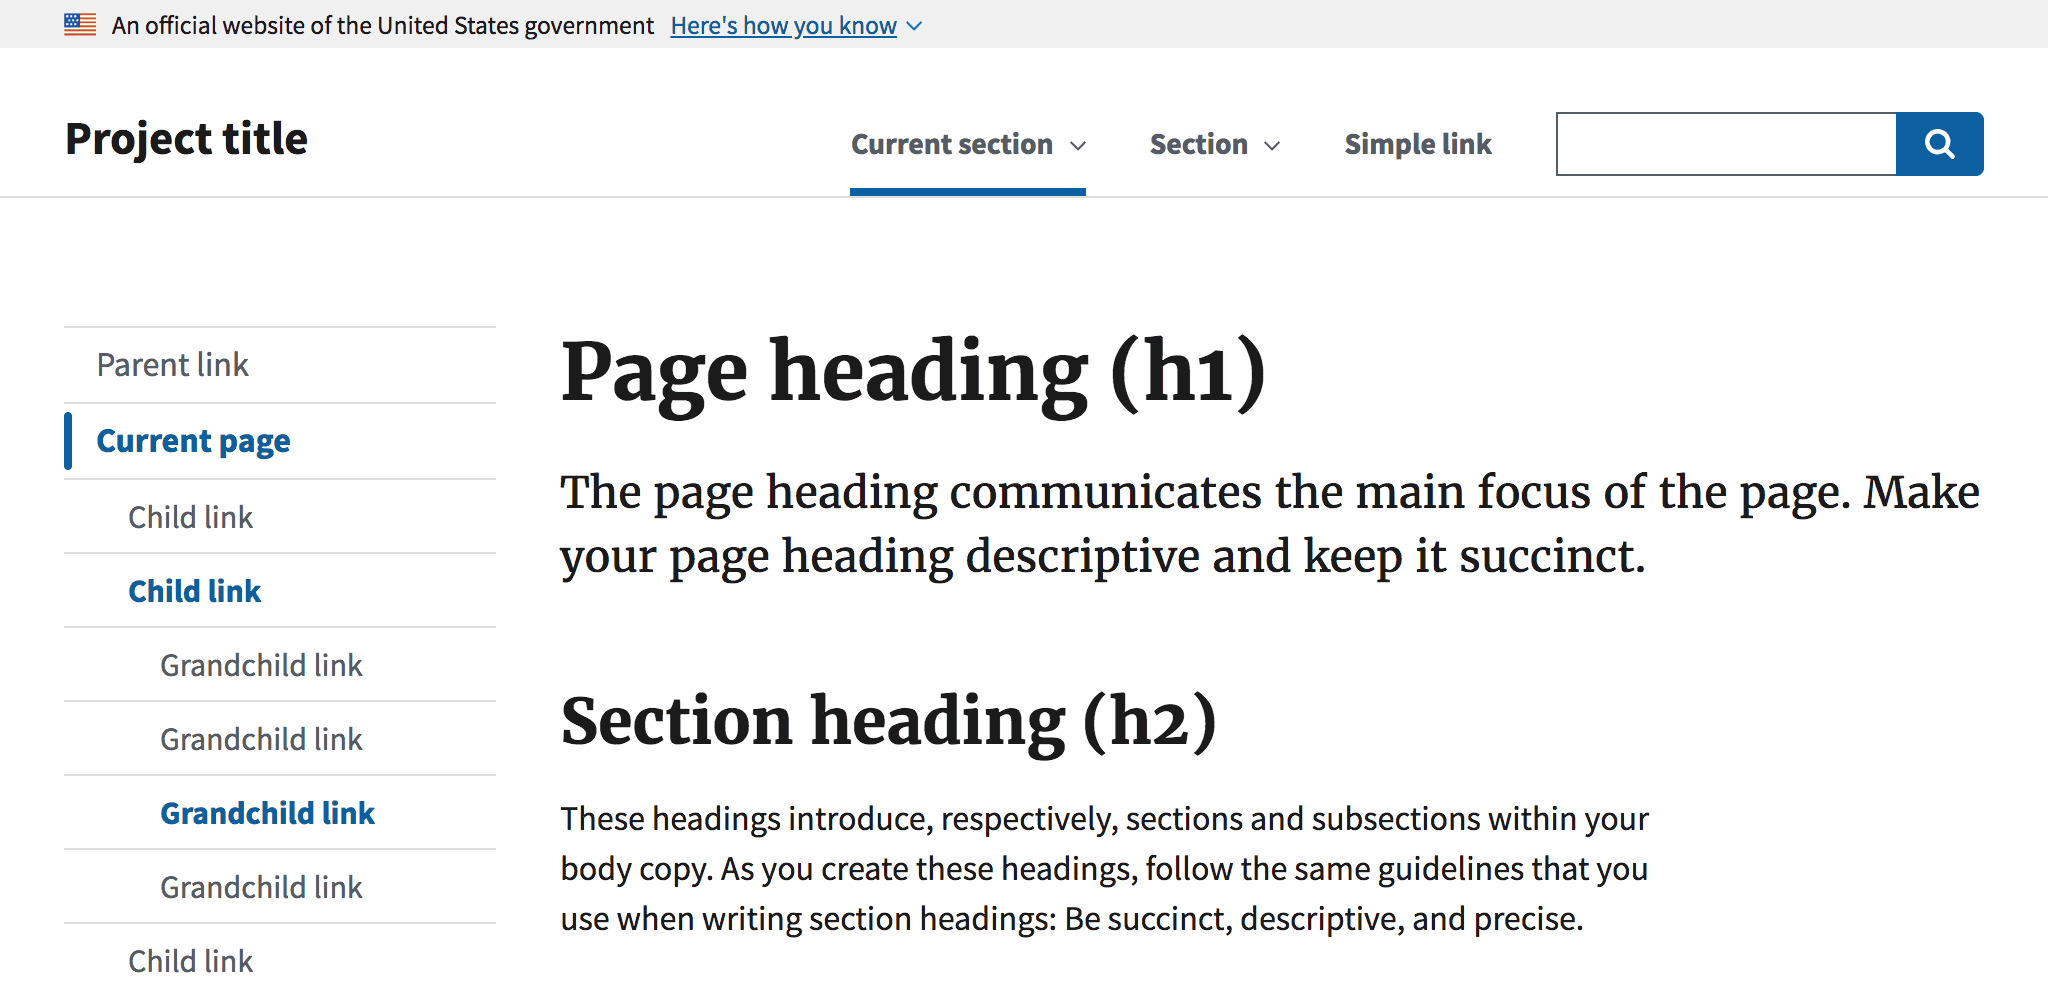 An official website of the United States government Here's how you know
Project title
Current section Section Simple link
Parent link
Current page
Child link
Child link
Grandchild link
Grandchild link
Grandchild link
Grandchild link
Child link
Page heading (h1)
The page heading communicates the main focus of the page. Make
your page heading descriptive and keep it succinct.
Section heading (h2)
These headings introduce, respectively, sections and subsections within your
body copy. As you create these headings, follow the same guidelines that you
use when writing section headings: Be succinct, descriptive, and precise.